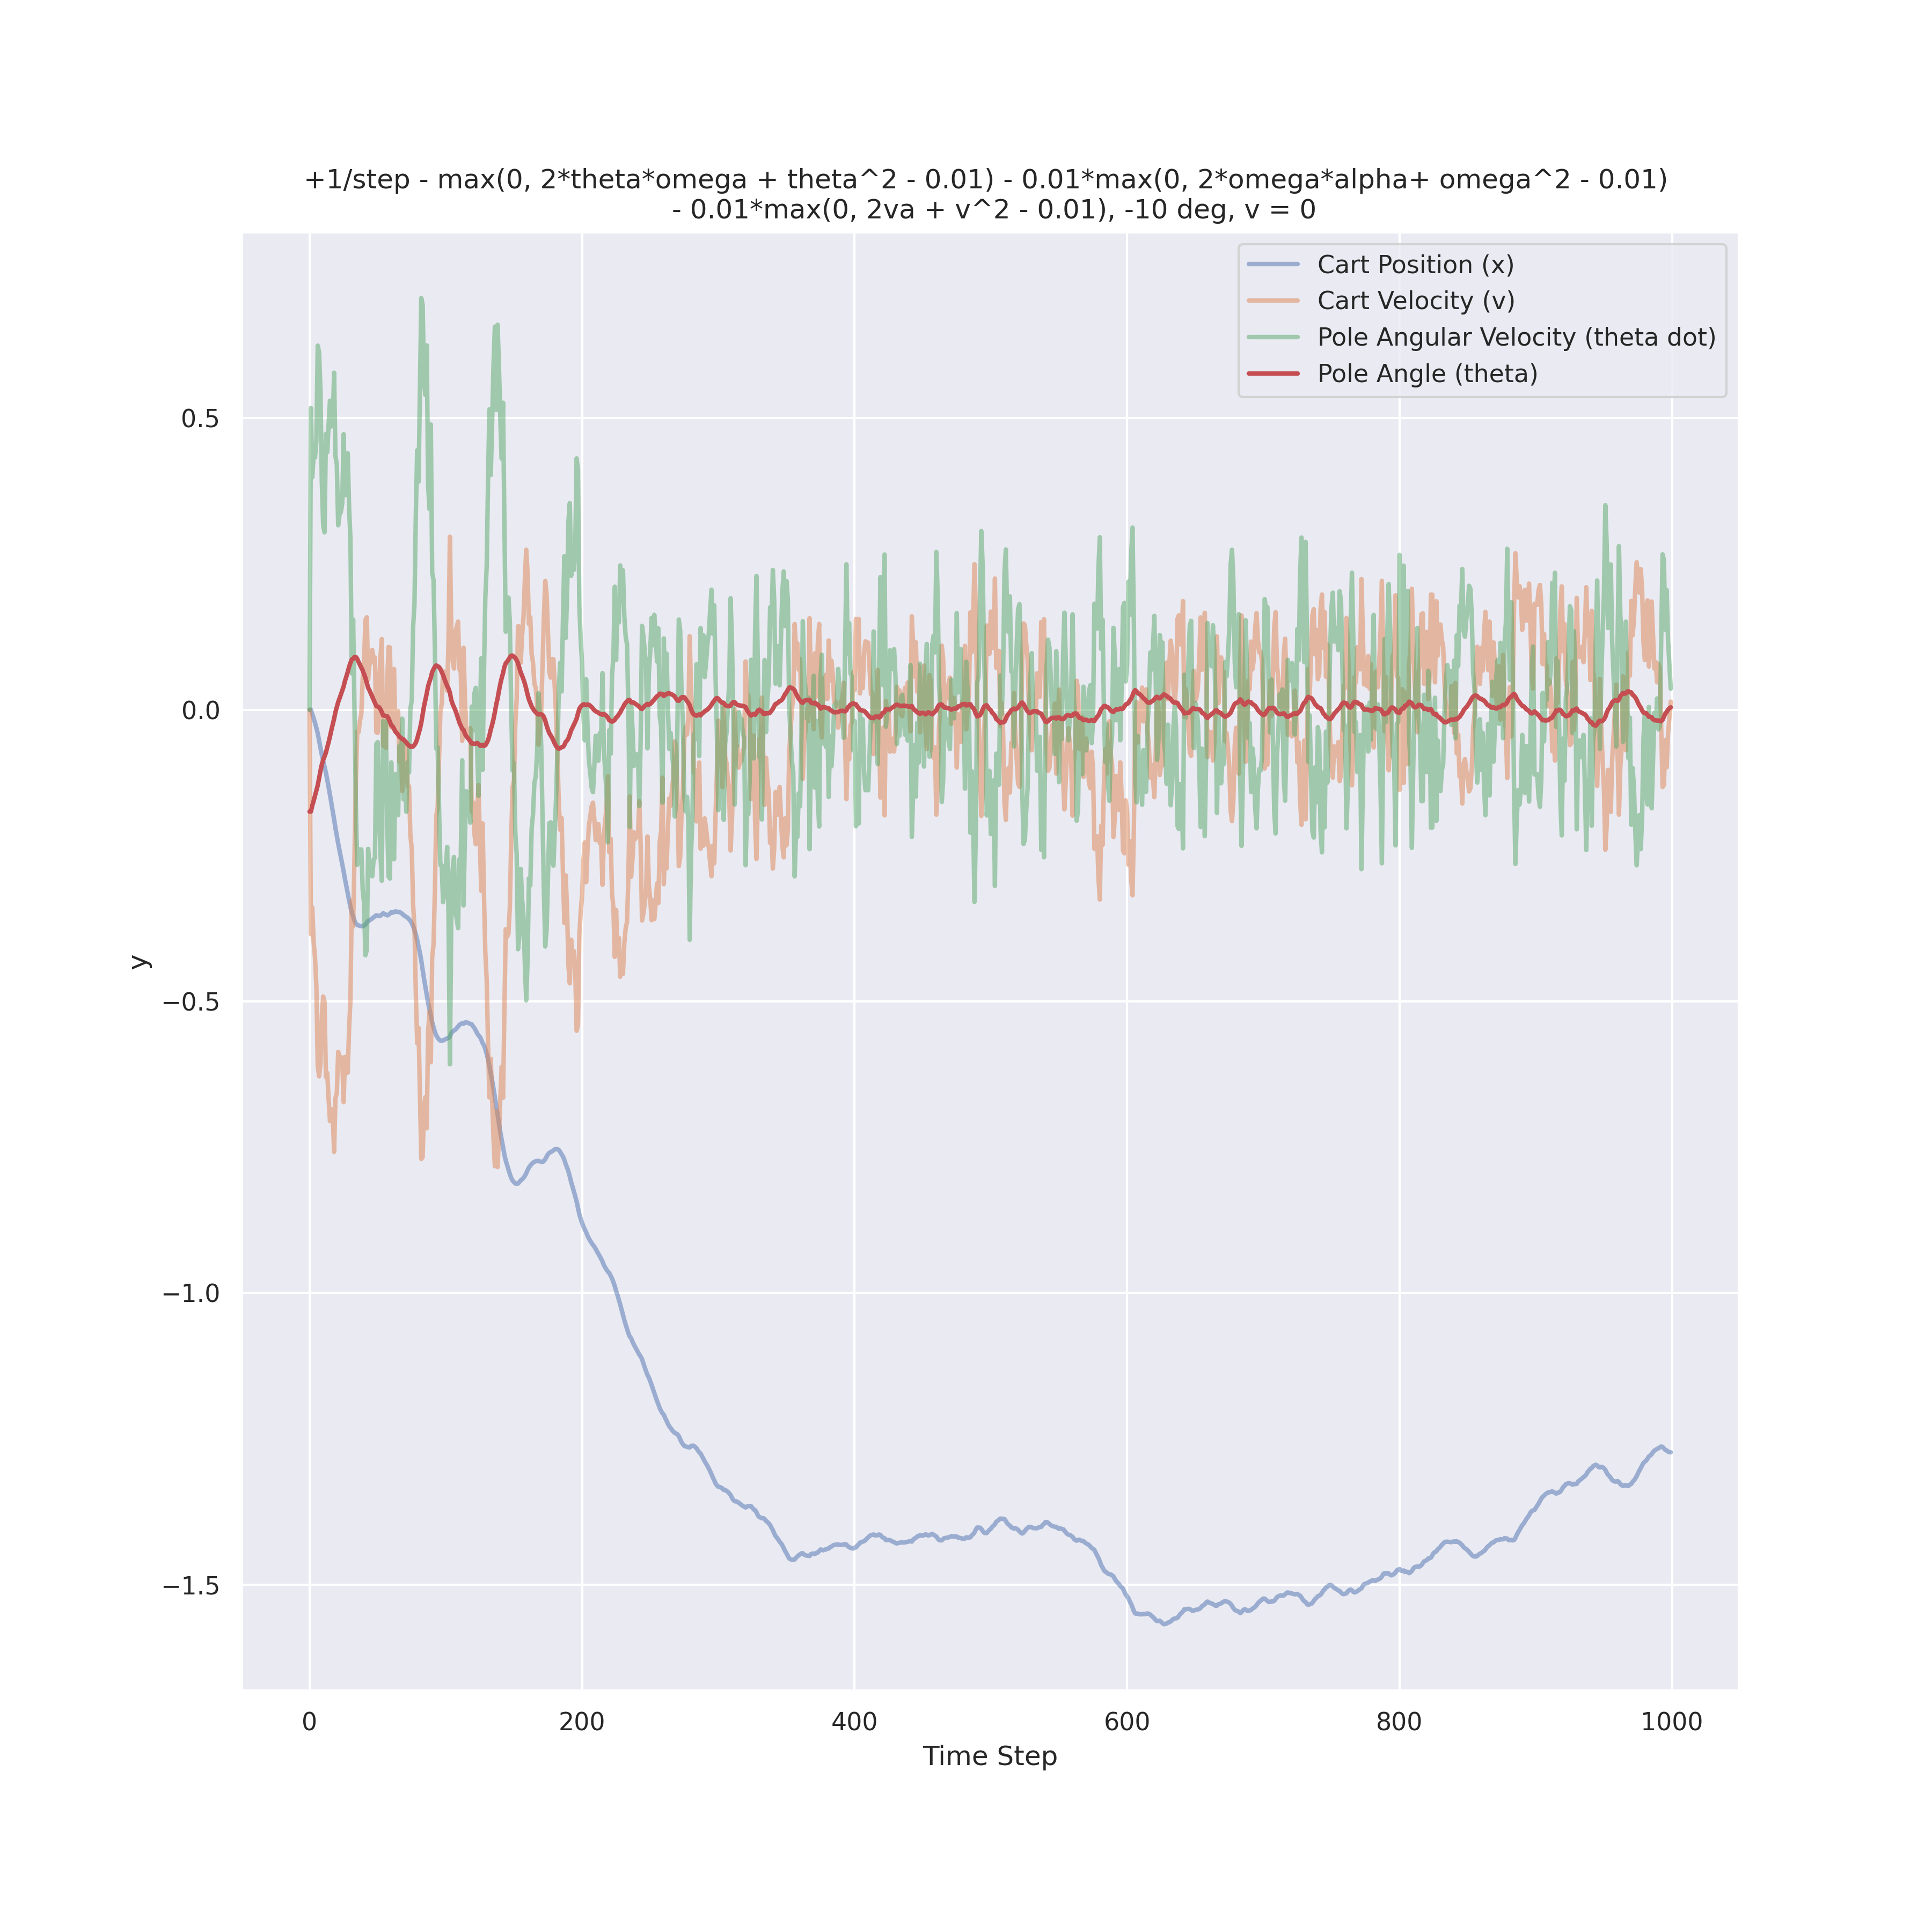 +1/step - max(0, 2*theta*omega + theta^2 - 0.01) - 0.01*max(0, 2*omega*alpha+ omega^2 - 0.01)
- 0.01*max(0, 2va + v^2 - 0.01), -10 deg, v = 0
Cart Position (x)
Cart Velocity (v)
Pole Angular Velocity (theta dot)
Pole Angle (theta)
0.5
0.0
−0.5
−1.0
−1.5
y
0 200 400 600 800 1000
Time Step